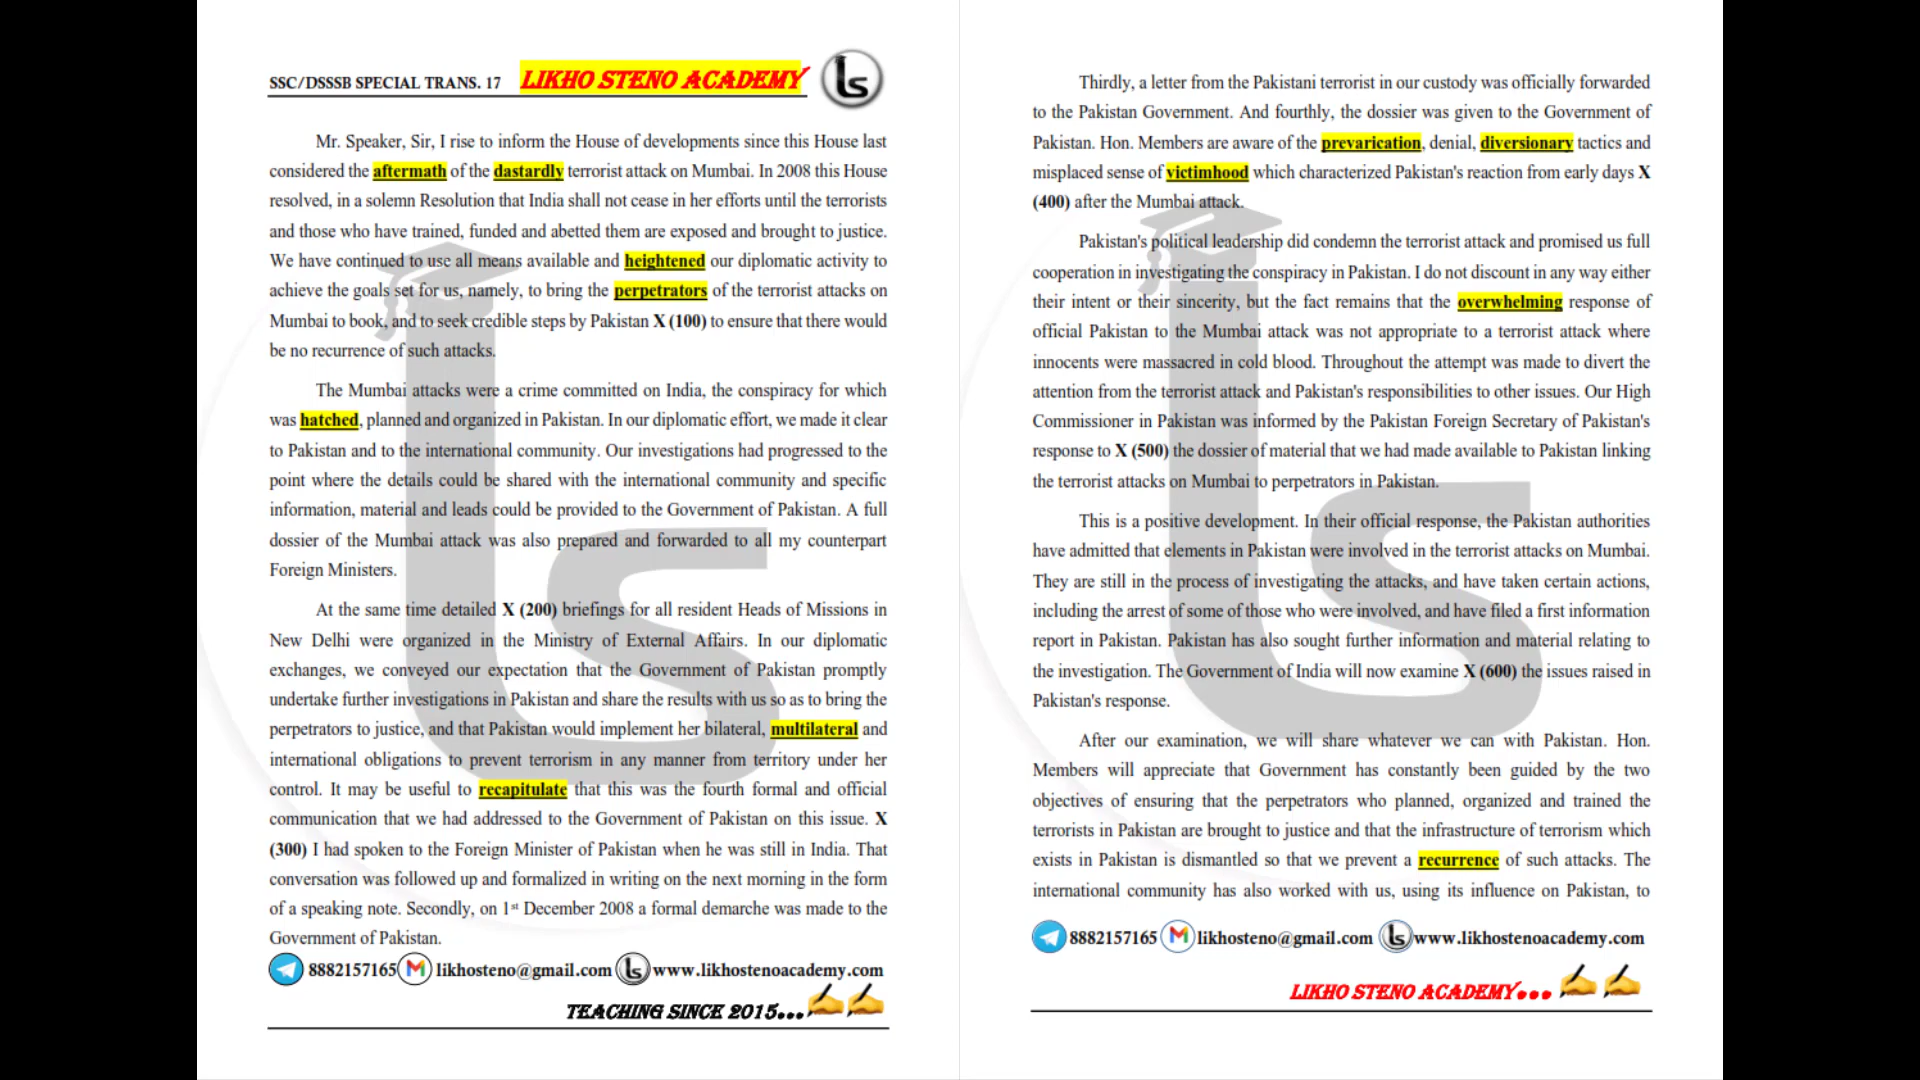 SSC/DSSSB SPECIAL TRANS. 17 LIKHO STENO ACADEMY
Mr. Speaker, Sir, I rise to inform the House of developments since this House last
considered the aftermath of the dastardly terrorist attack on Mumbai. In 2008 this House
resolved, in a solemn Resolution that India shall not cease in her efforts until the terrorists
and those who have trained, funded and abetted them are exposed and brought to justice.
We have continued to use all means available and heightened our diplomatic activity to
achieve the goals set for us, namely, to bring the perpetrators of the terrorist attacks on
Mumbai to book, and to seek credible steps by Pakistan X (100) to ensure that there would
be no recurrence of such attacks.
The Mumbai attacks were a crime committed on India, the conspiracy for which
was hatched, planned and organized in Pakistan. In our diplomatic effort, we made it clear
to Pakistan and to the international community. Our investigations had progressed to the
point where the details could be shared with the international community and specific
information, material and leads could be provided to the Government of Pakistan. A full
dossier of the Mumbai attack was also prepared and forwarded to all my counterpart
Foreign Ministers.
At the same time detailed X (200) briefings for all resident Heads of Missions in
New Delhi were organized in the Ministry of External Affairs. In our diplomatic
exchanges, we conveyed our expectation that the Government of Pakistan promptly
undertake further investigations in Pakistan and share the results with us so as to bring the
perpetrators to justice, and that Pakistan would implement her bilateral, multilateral and
international obligations to prevent terrorism in any manner from territory under her
control. It may be useful to recapitulate that this was the fourth formal and official
communication that we had addressed to the Government of Pakistan on this issue. X
(300) I had spoken to the Foreign Minister of Pakistan when he was still in India. That
conversation was followed up and formalized in writing on the next morning in the form
of a speaking note. Secondly, on 1st December 2008 a formal demarche was made to the
Government of Pakistan.
8882157165 likhosteno@gmail.com ls www.likhostenoacademy.com
TEACHING SINCE 2015...
Thirdly, a letter from the Pakistani terrorist in our custody was officially forwarded
to the Pakistan Government. And fourthly, the dossier was given to the Government of
Pakistan. Hon. Members are aware of the prevarication, denial, diversionary tactics and
misplaced sense of victimhood which characterized Pakistan's reaction from early days X
(400) after the Mumbai attack.
Pakistan's political leadership did condemn the terrorist attack and promised us full
cooperation in investigating the conspiracy in Pakistan. I do not discount in any way either
their intent or their sincerity, but the fact remains that the overwhelming response of
official Pakistan to the Mumbai attack was not appropriate to a terrorist attack where
innocents were massacred in cold blood. Throughout the attempt was made to divert the
attention from the terrorist attack and Pakistan's responsibilities to other issues. Our High
Commissioner in Pakistan was informed by the Pakistan Foreign Secretary of Pakistan's
response to X (500) the dossier of material that we had made available to Pakistan linking
the terrorist attacks on Mumbai to perpetrators in Pakistan.
This is a positive development. In their official response, the Pakistan authorities
have admitted that elements in Pakistan were involved in the terrorist attacks on Mumbai.
They are still in the process of investigating the attacks, and have taken certain actions,
including the arrest of some of those who were involved, and have filed a first information
report in Pakistan. Pakistan has also sought further information and material relating to
the investigation. The Government of India will now examine X (600) the issues raised in
Pakistan's response.
After our examination, we will share whatever we can with Pakistan. Hon.
Members will appreciate that Government has constantly been guided by the two
objectives of ensuring that the perpetrators who planned, organized and trained the
terrorists in Pakistan are brought to justice and that the infrastructure of terrorism which
exists in Pakistan is dismantled so that we prevent a recurrence of such attacks. The
international community has also worked with us, using its influence on Pakistan, to
8882157165 likhosteno@gmail.com ls www.likhostenoacademy.com
LIKHO STENO ACADEMY...